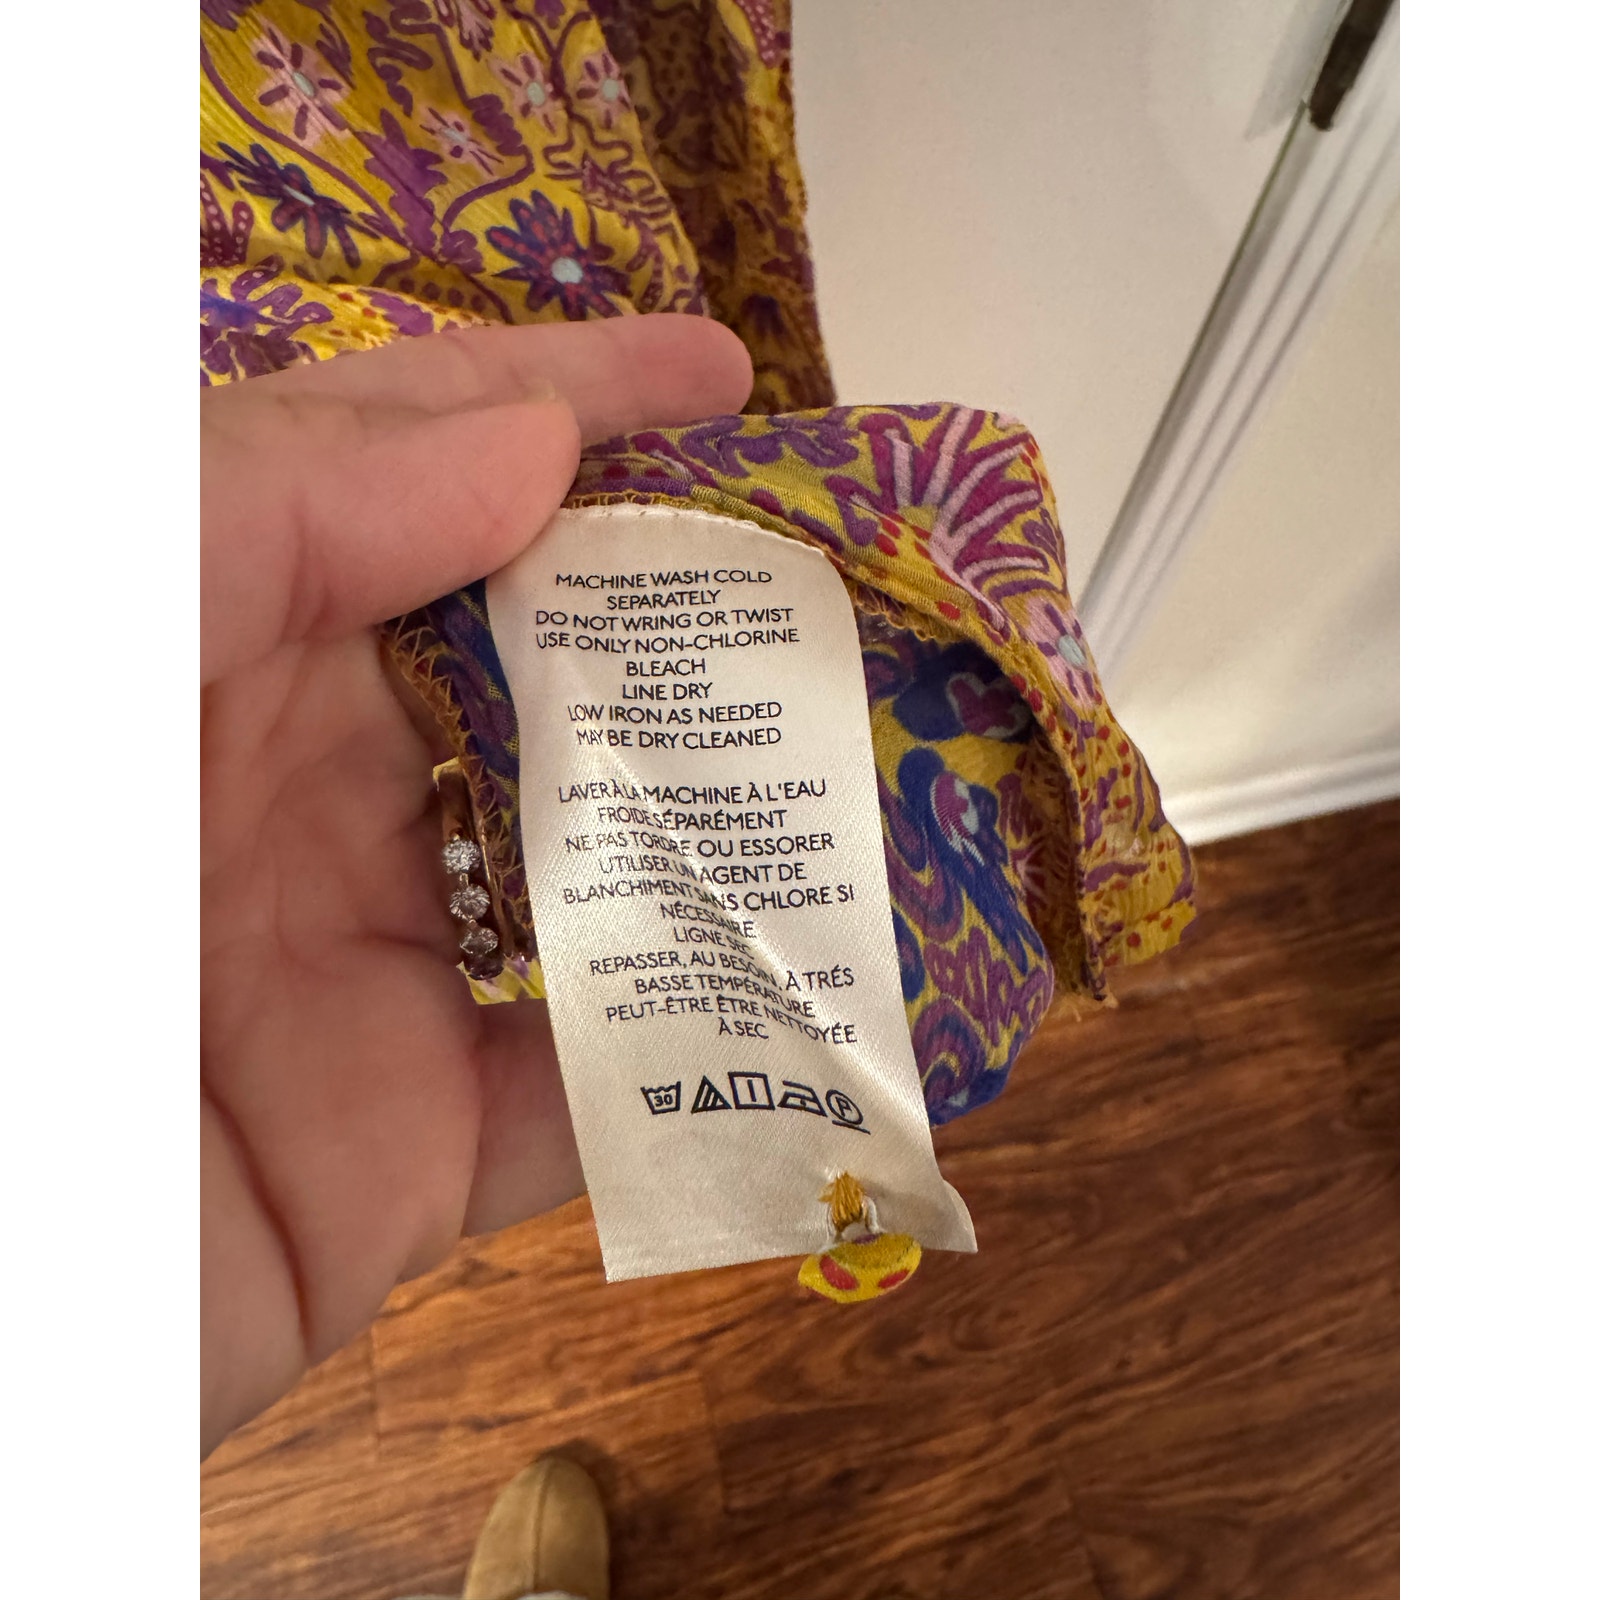 MACHINE WASH COLD
SEPARATELY
DO NOT WRING OR TWIST
USE ONLY NON-CHLORINE
BLEACH
LINE DRY
LOW IRON AS NEEDED
MAY BE DRY CLEANED
LAVER À LA MACHINE À L'EAU
FROIDE SÉPARÉMENT
NE PAS TORDRE OU ESSORER
UTILISER UN AGENT DE
BLANCHIMENT SANS CHLORE SI
NÉCESSAIRE
LIGNE SEC
REPASSER, AU BESOIN, À TRÉS
BASSE TEMPÉRATURE
PEUT-ÊTRE ÊTRE NETTOYÉE
À SEC
30 P